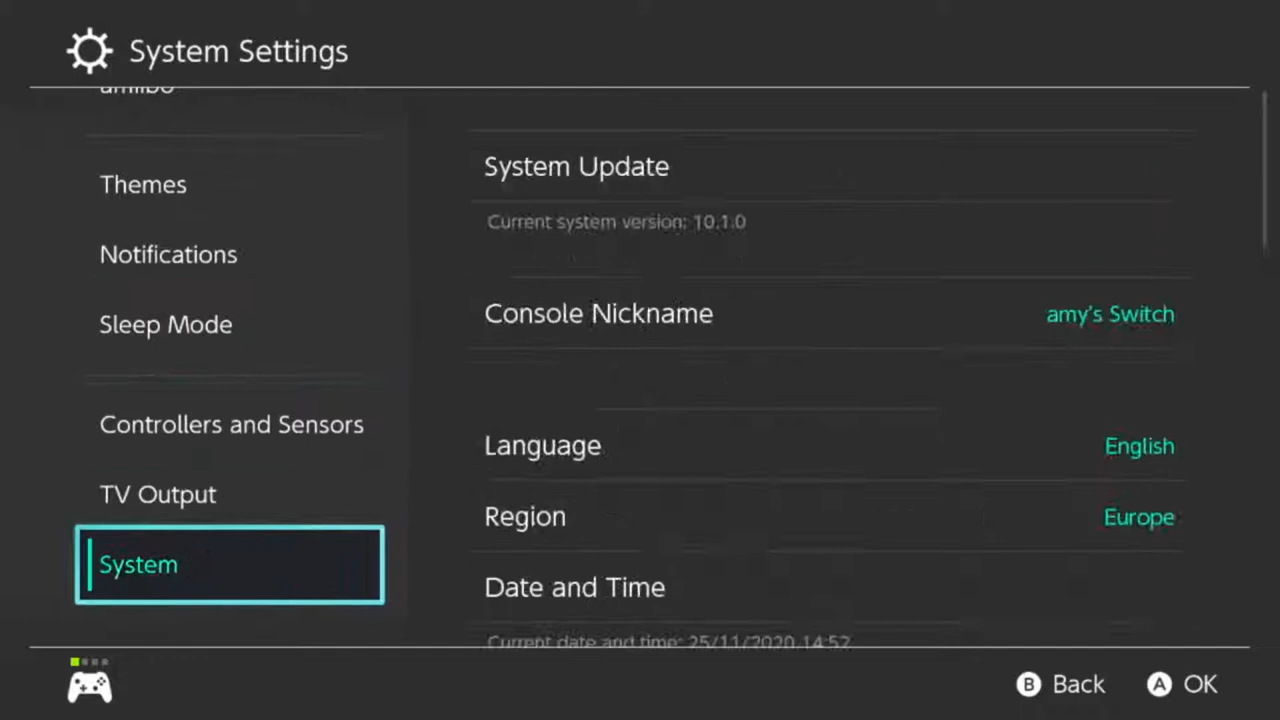 System Settings
amiibo
Themes
Notifications
Sleep Mode
Controllers and Sensors
TV Output
System
System Update
Current system version: 10.1.0
Console Nickname amy's Switch
Language English
Region Europe
Date and Time
Current date and time: 25/11/2020 14:52
B Back A OK